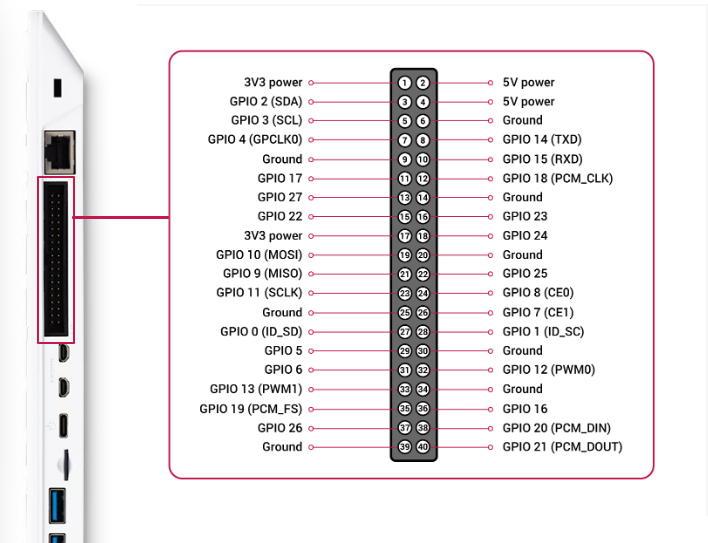 3V3 power 1 2 5V power
GPIO 2 (SDA) 3 4 5V power
GPIO 3 (SCL) 5 6 Ground
GPIO 4 (GPCLK0) 7 8 GPIO 14 (TXD)
Ground 9 10 GPIO 15 (RXD)
GPIO 17 11 12 GPIO 18 (PCM_CLK)
GPIO 27 13 14 Ground
GPIO 22 15 16 GPIO 23
3V3 power 17 18 GPIO 24
GPIO 10 (MOSI) 19 20 Ground
GPIO 9 (MISO) 21 22 GPIO 25
GPIO 11 (SCLK) 23 24 GPIO 8 (CE0)
Ground 25 26 GPIO 7 (CE1)
GPIO 0 (ID_SD) 27 28 GPIO 1 (ID_SC)
GPIO 5 29 30 Ground
GPIO 6 31 32 GPIO 12 (PWM0)
GPIO 13 (PWM1) 33 34 Ground
GPIO 19 (PCM_FS) 35 36 GPIO 16
GPIO 26 37 38 GPIO 20 (PCM_DIN)
Ground 39 40 GPIO 21 (PCM_DOUT)